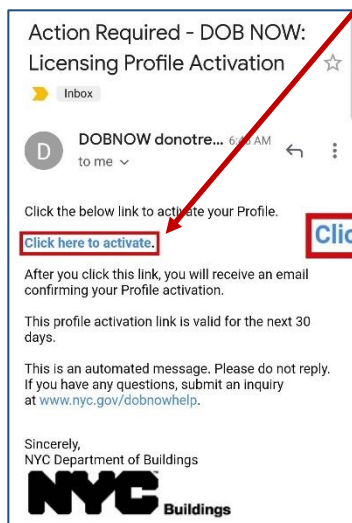 Action Required - DOB NOW:
Licensing Profile Activation
Inbox
D
DOBNOW donotre... AM
to me
Click the below link to activate your Profile.
Click here to activate.
Clic
After you click this link, you will receive an email
confirming your Profile activation.
This profile activation link is valid for the next 30
days.
This is an automated message. Please do not reply.
If you have any questions, submit an inquiry
at www.nyc.gov/dobnowhelp.
Sincerely,
NYC Department of Buildings
NYC Buildings